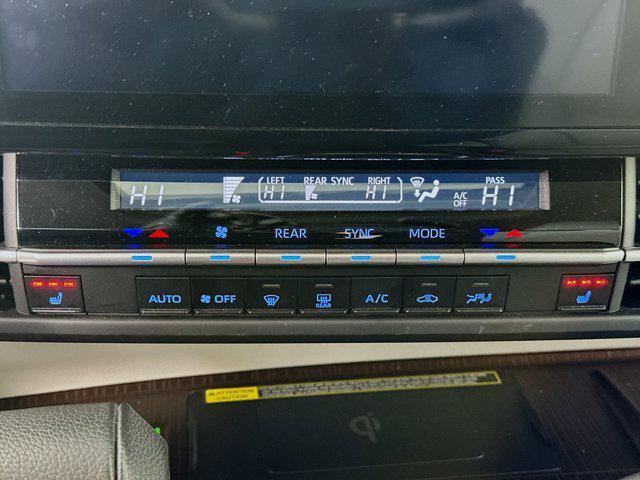 LEFT REAR SYNC RIGHT PASS
HI HI HI A/C OFF HI
REAR SYNC MODE
AUTO OFF REAR A/C
ATTENTION
CAUTION